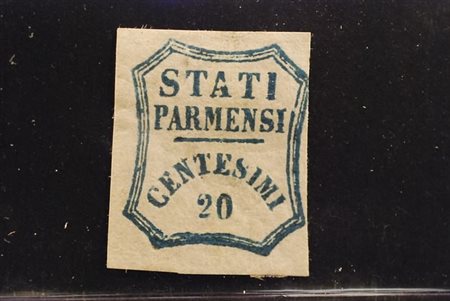 STATI
PARMENSI
CENTESIMI
20